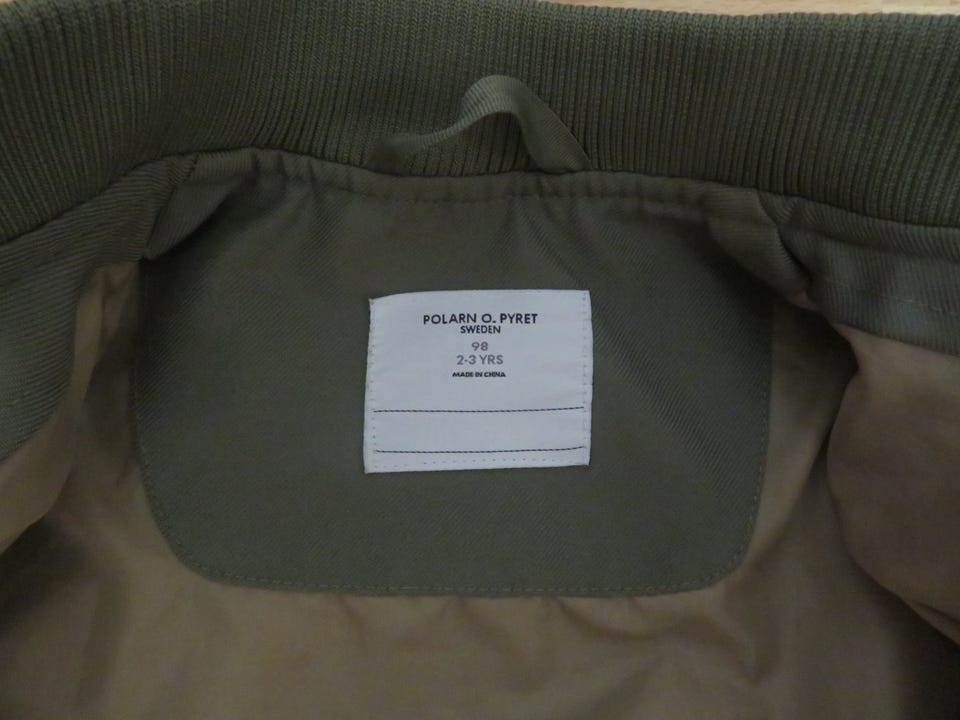 POLARN O. PYRET
SWEDEN
98
2-3 YRS
MADE IN CHINA